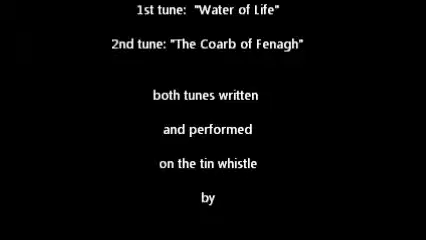 1st tune:  "Water of Life"
2nd tune: "The Coarb of Fenagh"
both tunes written
and performed
on the tin whistle
by